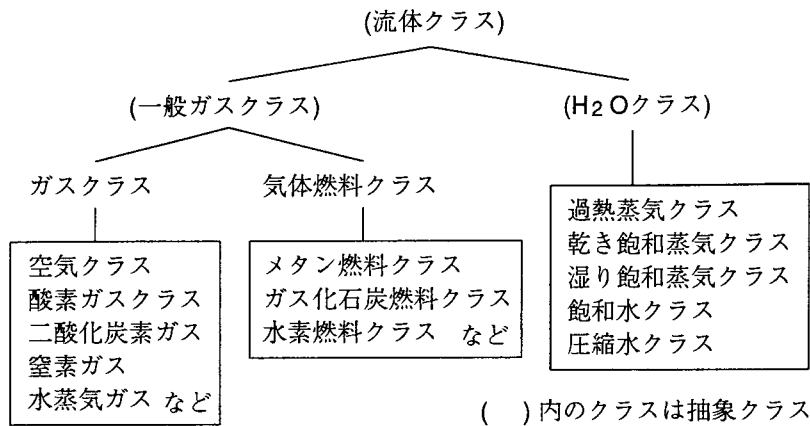 (流体クラス)
(一般ガスクラス)
(H2Oクラス)
ガスクラス
気体燃料クラス
空気クラス
酸素ガスクラス
二酸化炭素ガス
窒素ガス
水蒸気ガス など
メタン燃料クラス
ガス化石炭燃料クラス
水素燃料クラス など
過熱蒸気クラス
乾き飽和蒸気クラス
湿り飽和蒸気クラス
飽和水クラス
圧縮水クラス
( )内のクラスは抽象クラス